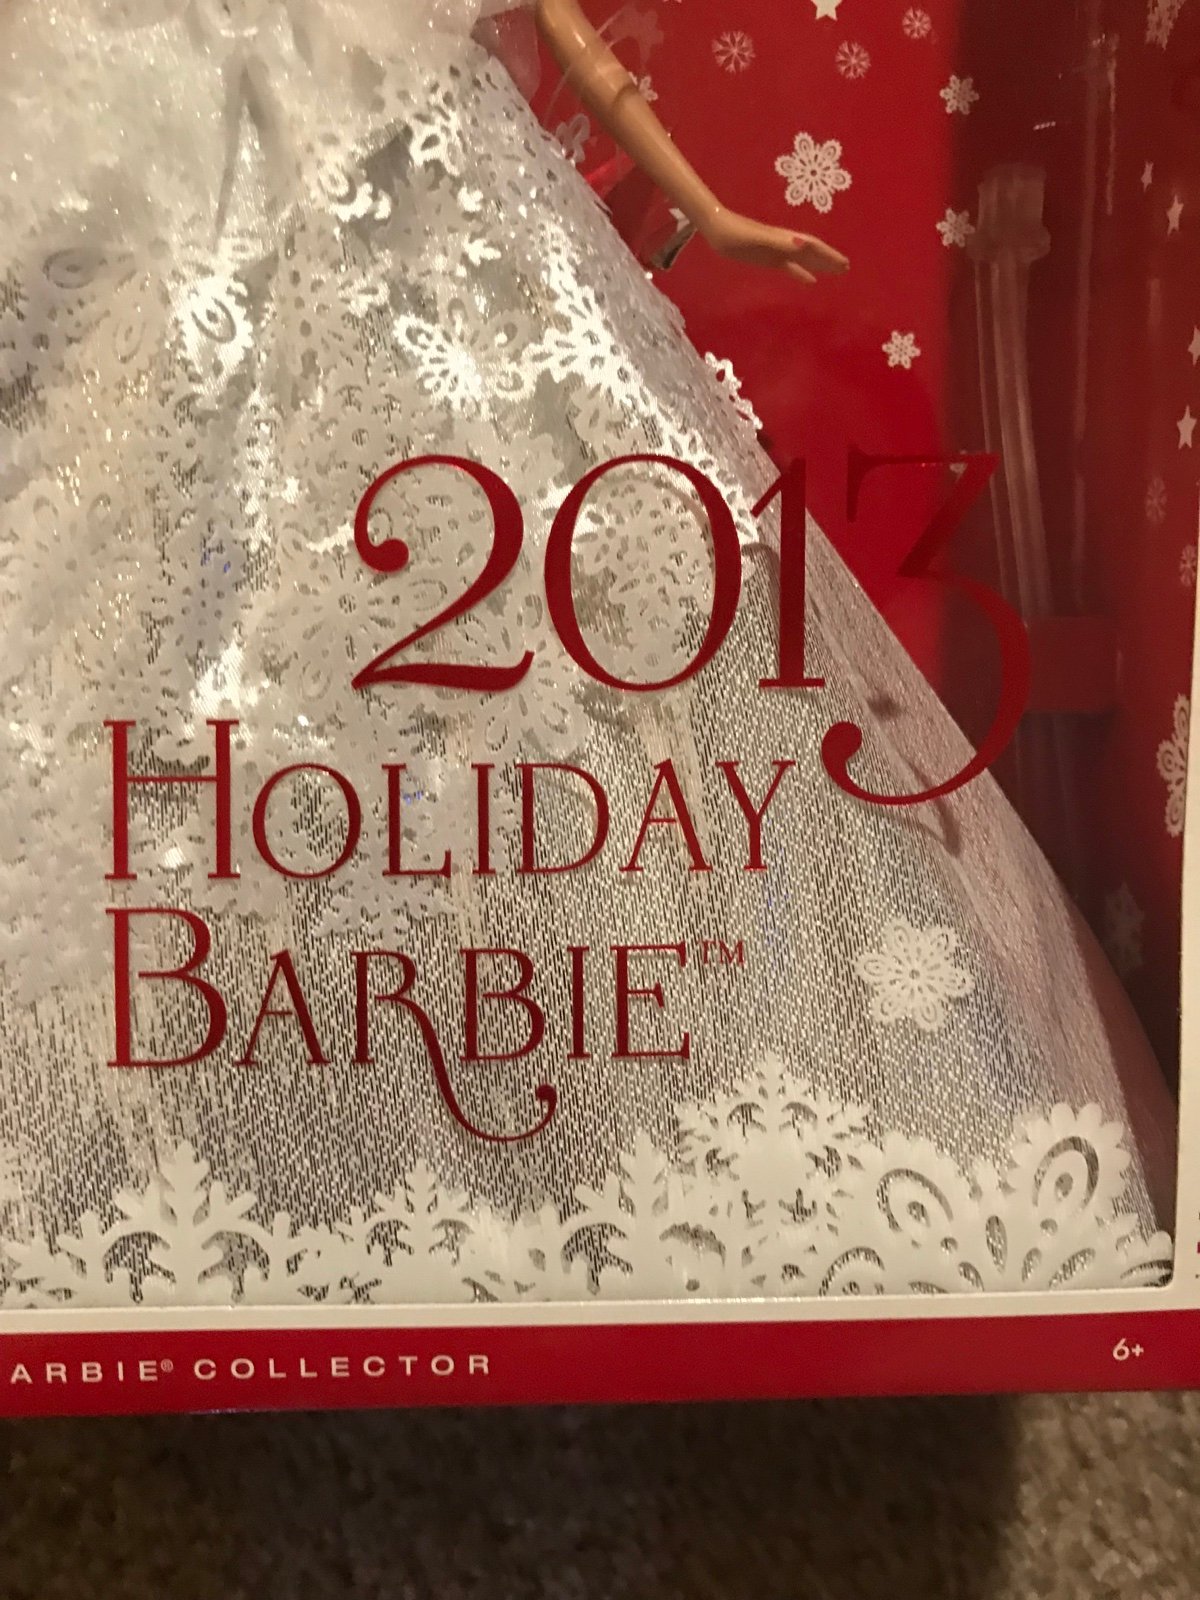 2013
HOLIDAY
BARBIE™
ARBIE® COLLECTOR
6+